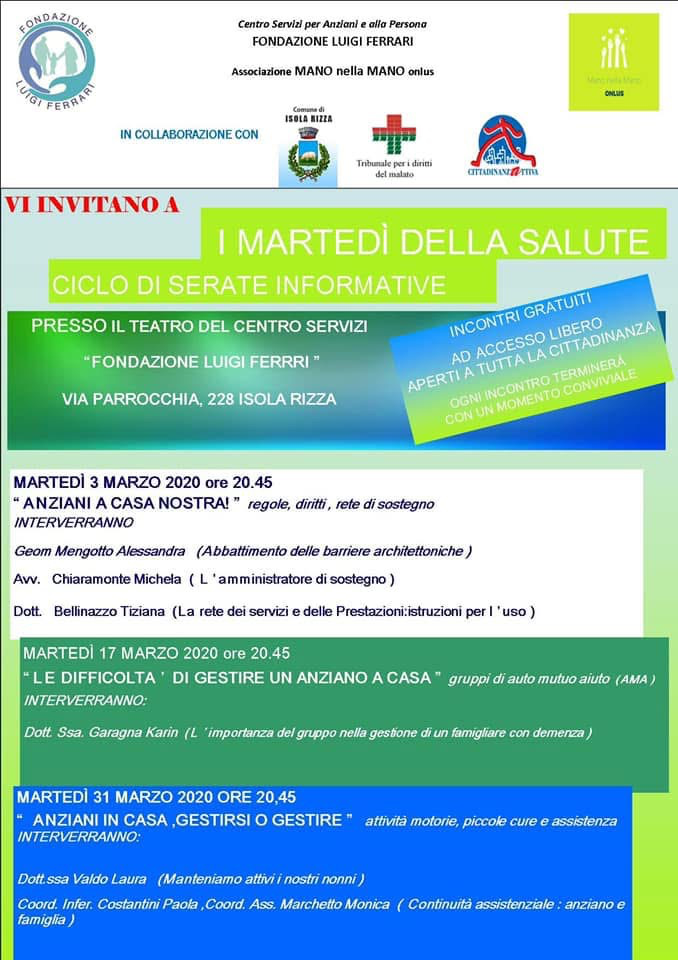 FONDAZIONE
LUIGI FERRARI
Centro Servizi per Anziani e alla Persona
FONDAZIONE LUIGI FERRARI
Associazione MANO nella MANO onlus
Mano nella Mano
ONLUS
IN COLLABORAZIONE CON
Comune di
ISOLA RIZZA
Tribunale per i diritti
del malato
CITTADINANZATTIVA
VI INVITANO A
I MARTEDÌ DELLA SALUTE
CICLO DI SERATE INFORMATIVE
PRESSO IL TEATRO DEL CENTRO SERVIZI
“FONDAZIONE LUIGI FERRRI ”
VIA PARROCCHIA, 228 ISOLA RIZZA
INCONTRI GRATUITI
AD ACCESSO LIBERO
APERTI A TUTTA LA CITTADINANZA
OGNI INCONTRO TERMINERÀ
CON UN MOMENTO CONVIVIALE
MARTEDÌ 3 MARZO 2020 ore 20.45
“ ANZIANI A CASA NOSTRA! ” regole, diritti , rete di sostegno
INTERVERRANNO
Geom Mengotto Alessandra (Abbattimento delle barriere architettoniche )
Avv. Chiaramonte Michela ( L ’amministratore di sostegno )
Dott. Bellinazzo Tiziana (La rete dei servizi e delle Prestazioni:istruzioni per l ’uso )
MARTEDÌ 17 MARZO 2020 ore 20.45
“ LE DIFFICOLTA ’ DI GESTIRE UN ANZIANO A CASA ” gruppi di auto mutuo aiuto (AMA )
INTERVERRANNO:
Dott. Ssa. Garagna Karin (L ’importanza del gruppo nella gestione di un famigliare con demenza )
MARTEDÌ 31 MARZO 2020 ORE 20,45
“ ANZIANI IN CASA ,GESTIRSI O GESTIRE ” attività motorie, piccole cure e assistenza
INTERVERRANNO:
Dott.ssa Valdo Laura (Manteniamo attivi i nostri nonni )
Coord. Infer. Costantini Paola ,Coord. Ass. Marchetto Monica ( Continuità assistenziale : anziano e
famiglia )